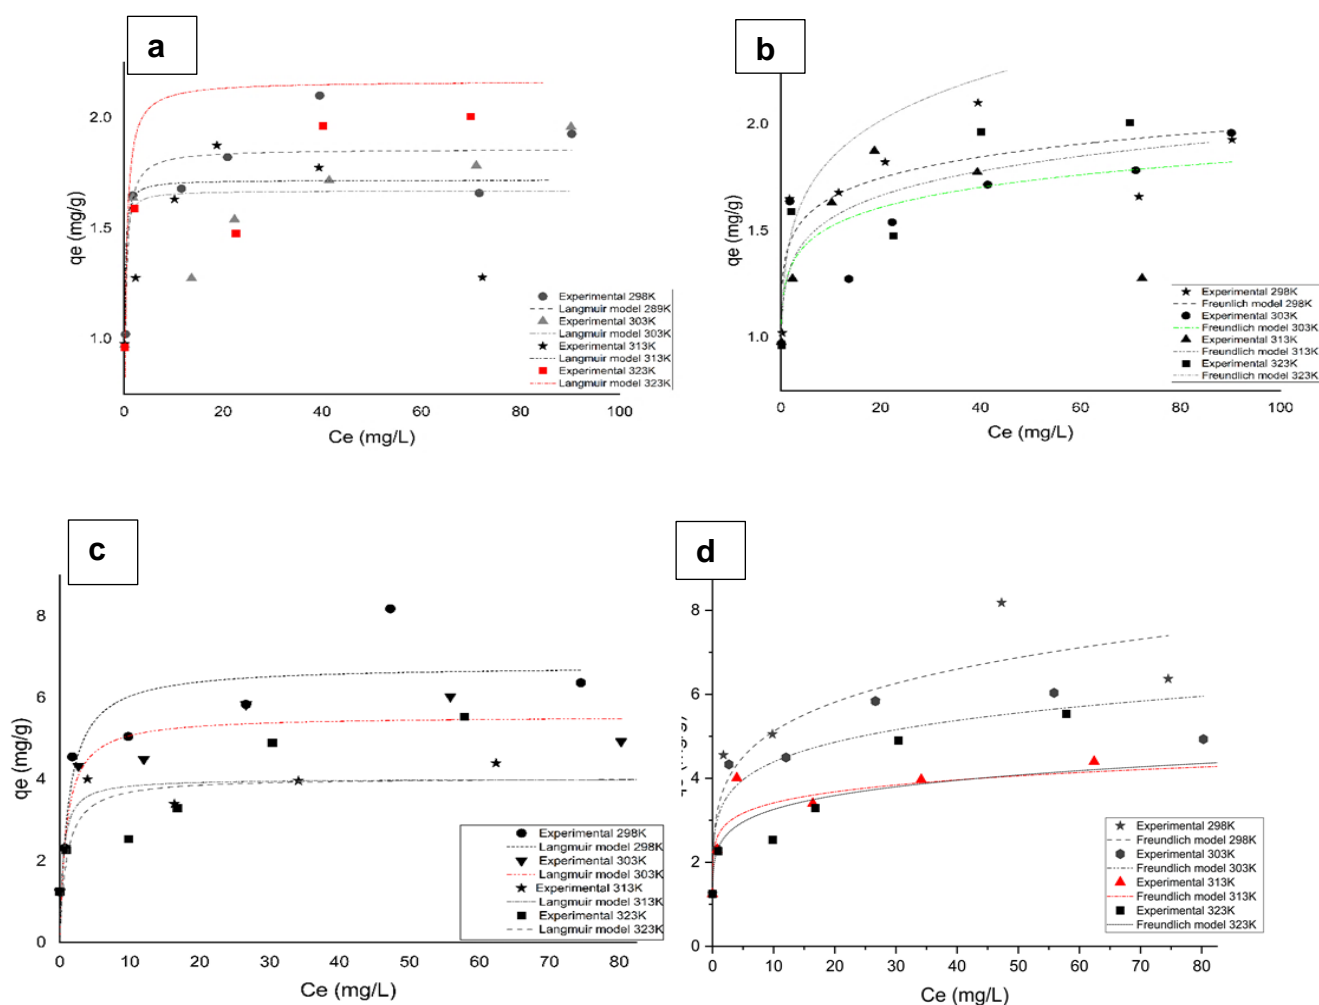 a
qe (mg/g)
2.0
1.5
1.0
0
20
40
60
80
100
Ce (mg/L)
Experimental 298K
Langmuir model 289K
Experimental 303K
Langmuir model 303K
Experimental 313K
Langmuir model 313K
Experimental 323K
Langmuir model 323K
b
qe (mg/g)
2.0
1.5
1.0
0
20
40
60
80
100
Ce (mg/L)
Experimental 298K
Freunlich model 298K
Experimental 303K
Freundlich model 303K
Experimental 313K
Freundlich model 313K
Experimental 323K
Freundlich model 323K
c
qe (mg/g)
8
6
4
2
0
0
10
20
30
40
50
60
70
80
Ce (mg/L)
Experimental 298K
Langmuir model 298K
Experimental 303K
Langmuir model 303K
Experimental 313K
Langmuir model 313K
Experimental 323K
Langmuir model 323K
d
8
6
4
2
0
0
10
20
30
40
50
60
70
80
Ce (mg/L)
Experimental 298K
Freundlich model 298K
Experimental 303K
Freundlich model 303K
Experimental 313K
Freundlich model 313K
Experimental 323K
Freundlich model 323K